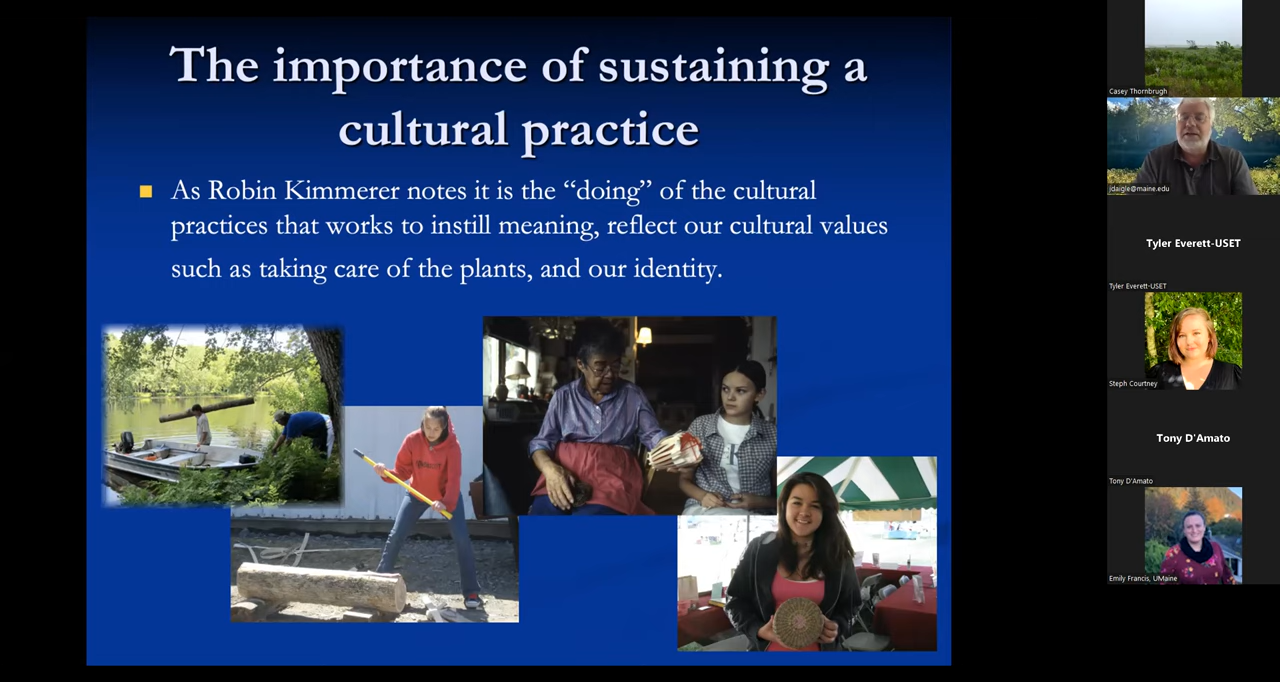 The importance of sustaining a
cultural practice
As Robin Kimmerer notes it is the “doing” of the cultural
practices that works to instill meaning, reflect our cultural values
such as taking care of the plants, and our identity.
Casey Thornbrugh
jdaigle@maine.edu
Tyler Everett-USET
Tyler Everett-USET
Steph Courtney
Tony D'Amato
Tony D'Amato
Emily Francis, UMaine